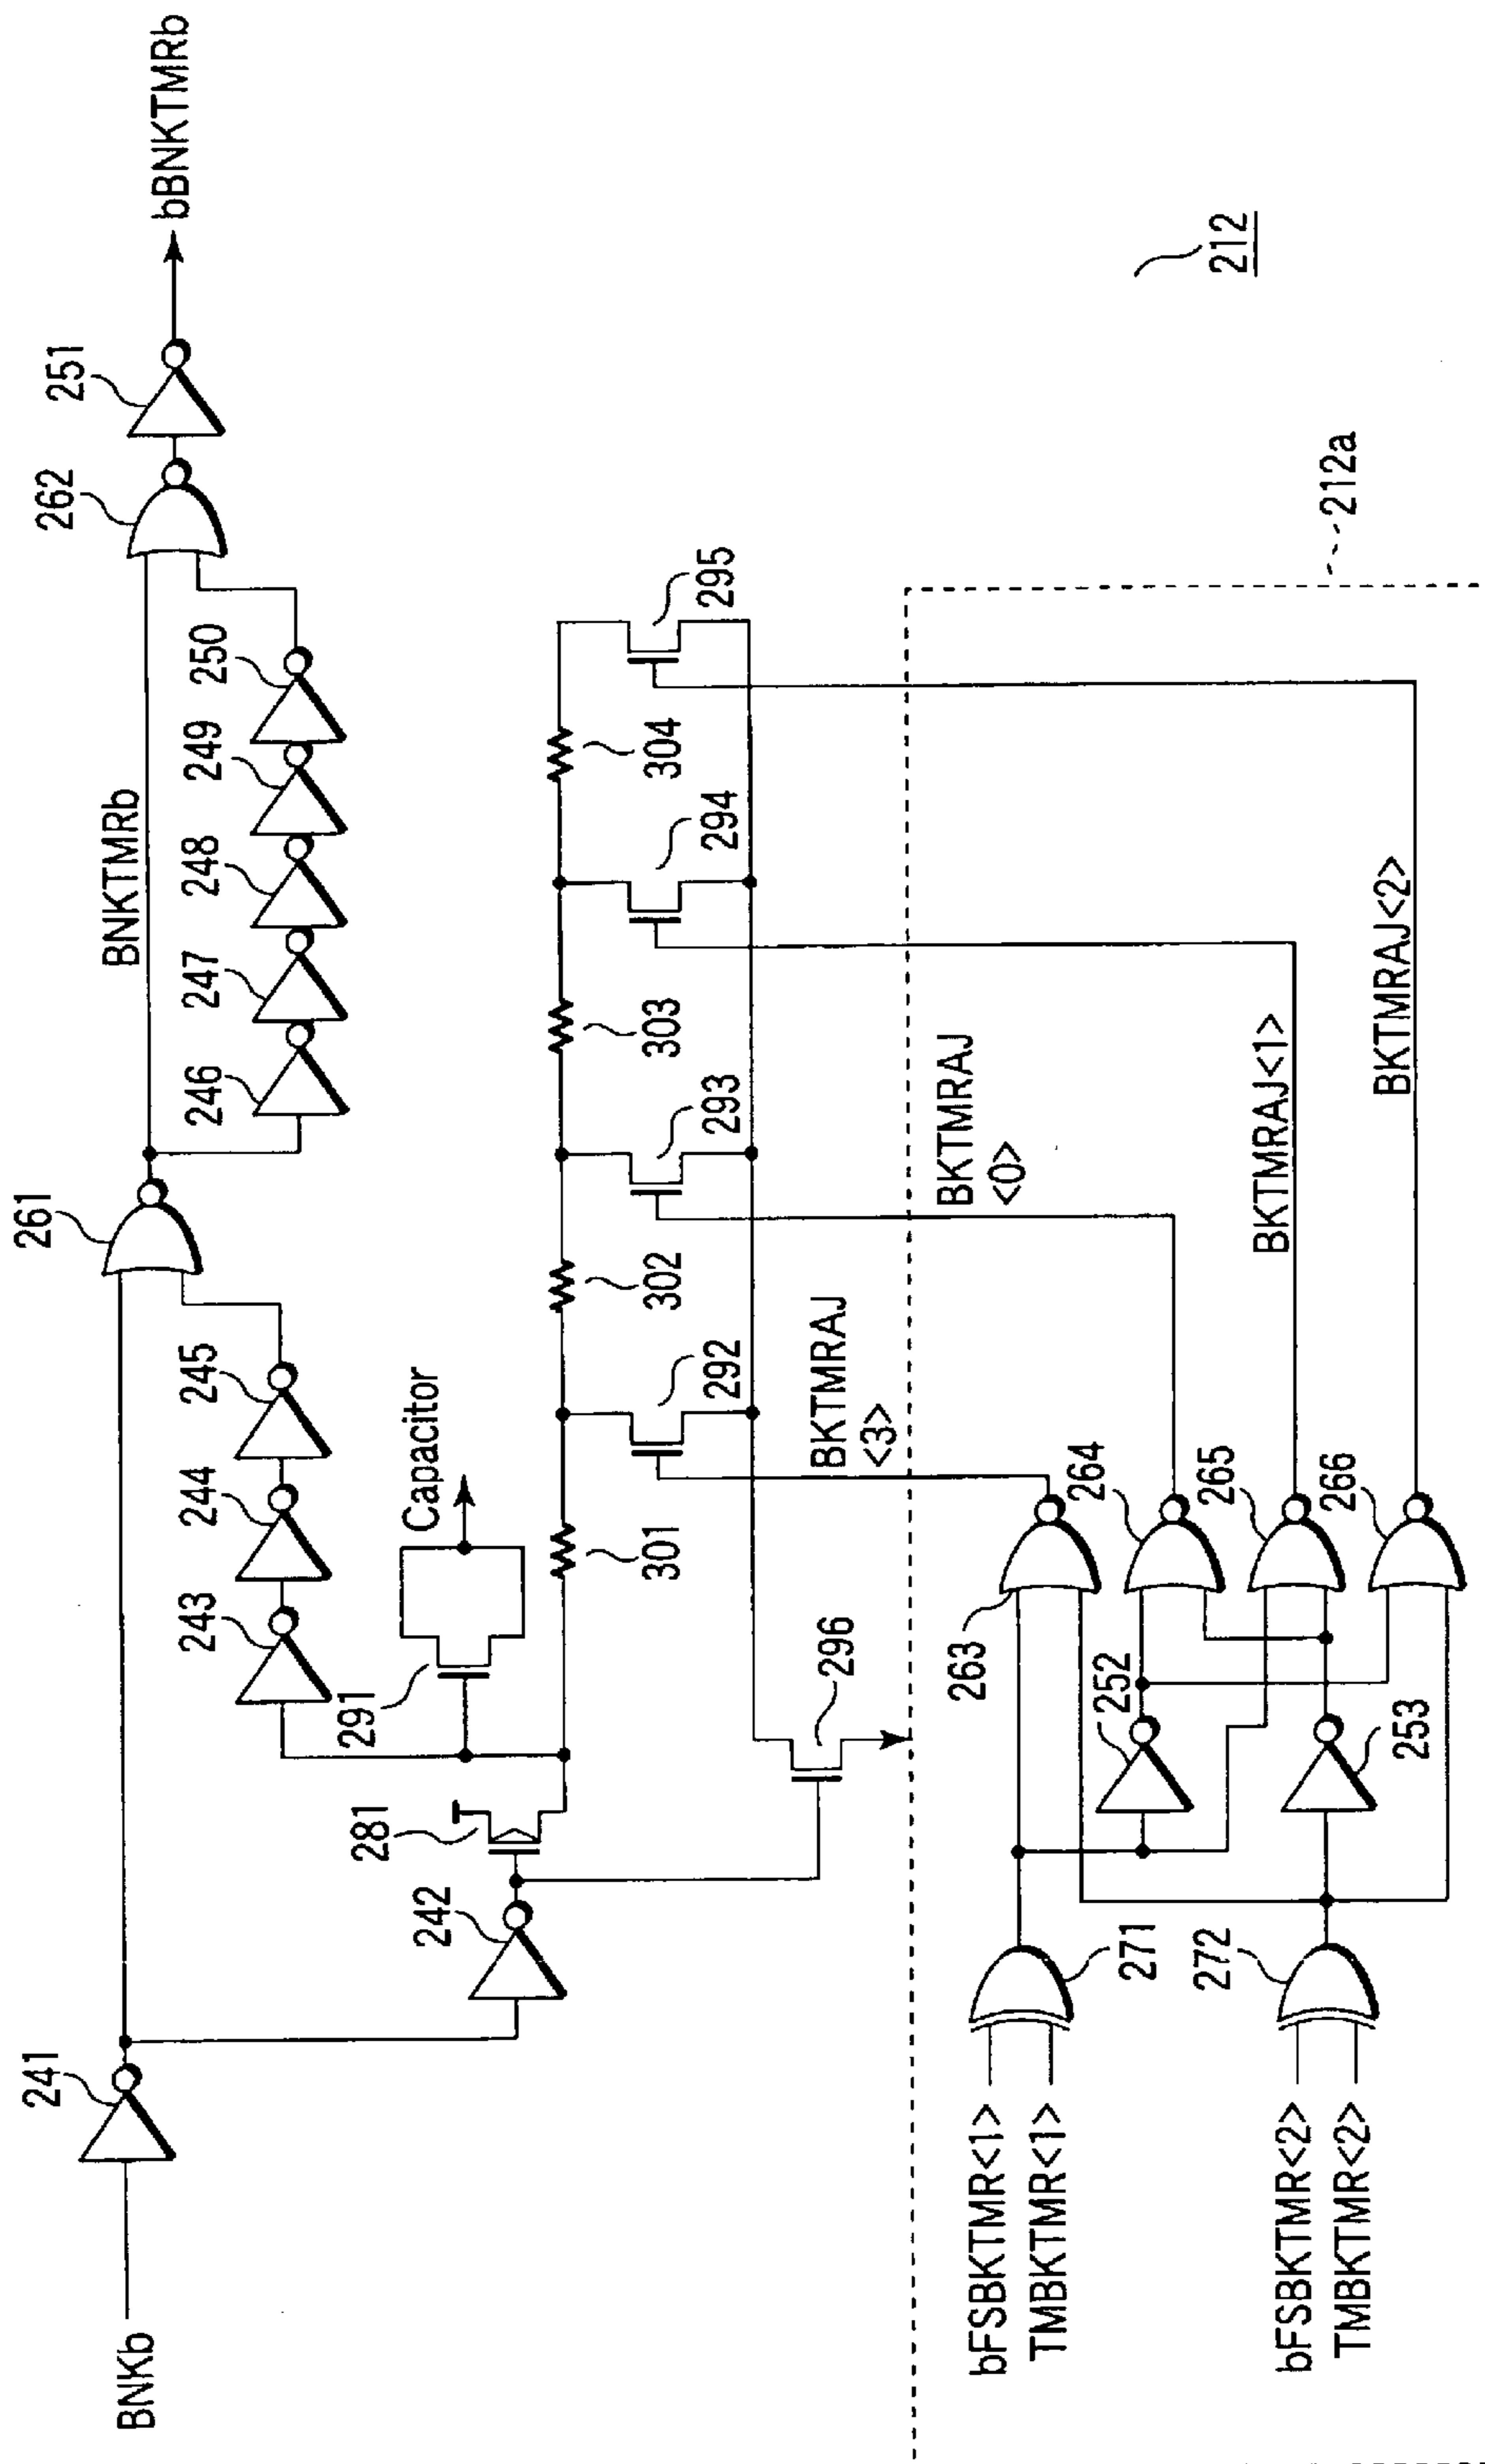 BNKb
241
242
281
261
243
244
245
291
Capacitor
BNKTMRb
246
247
248
249
250
262
251
bBNKTMRb
301
302
303
304
292
293
294
295
296
BKTMRAJ
<3>
BKTMRAJ
<0>
BKTMRAJ<1>
BKTMRAJ<2>
212
212a
bFSBKTMR<1>
TMBKTMR<1>
bFSBKTMR<2>
TMBKTMR<2>
271
272
252
253
263
264
265
266